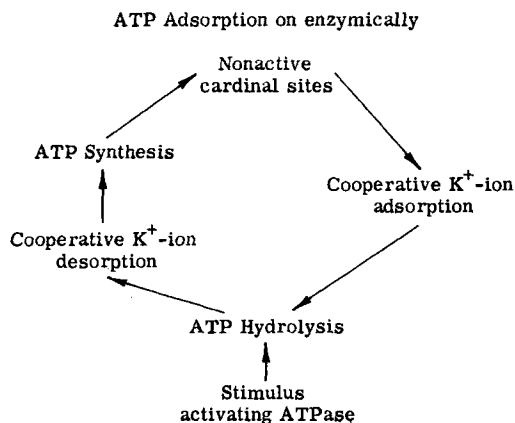 ATP Adsorption on enzymically
Nonactive
cardinal sites
ATP Synthesis
Cooperative K⁺-ion
adsorption
Cooperative K⁺-ion
desorption
ATP Hydrolysis
Stimulus
activating ATPase